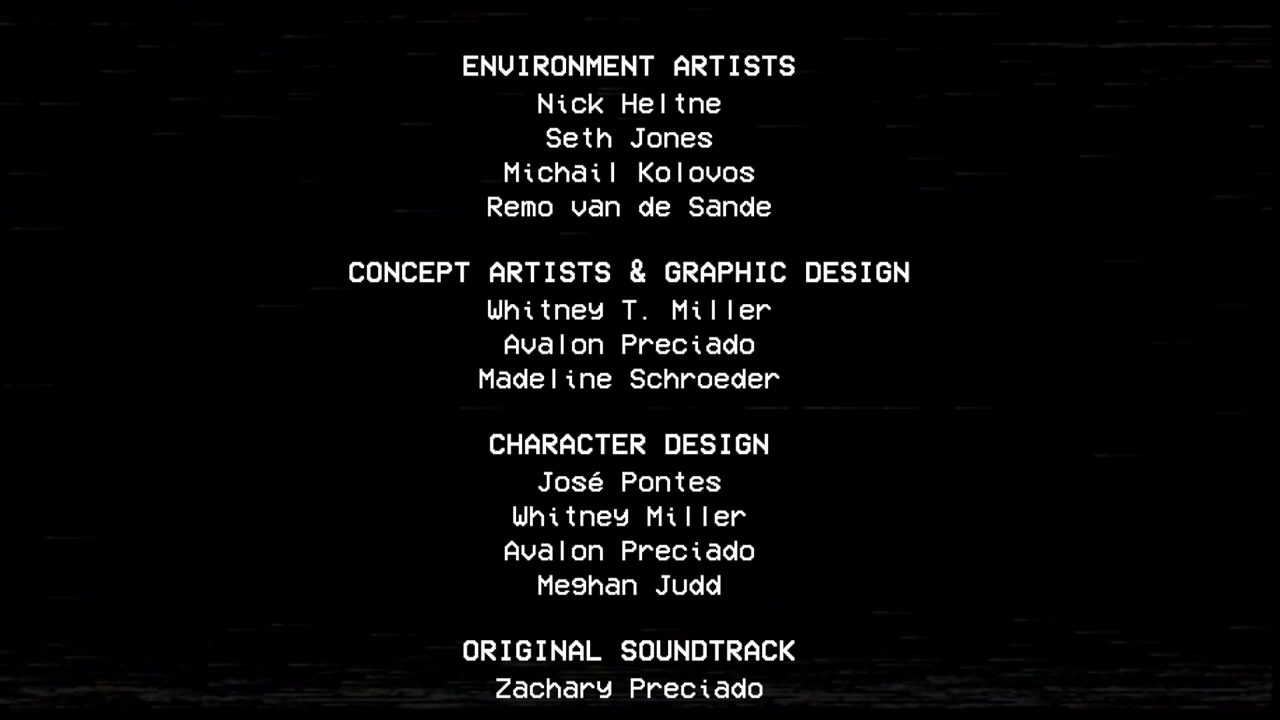 ENVIRONMENT ARTISTS
Nick Heltne
Seth Jones
Michail Kolovos
Remo van de Sande
CONCEPT ARTISTS & GRAPHIC DESIGN
Whitney T. Miller
Avalon Preciado
Madeline Schroeder
CHARACTER DESIGN
José Pontes
Whitney Miller
Avalon Preciado
Meghan Judd
ORIGINAL SOUNDTRACK
Zachary Preciado